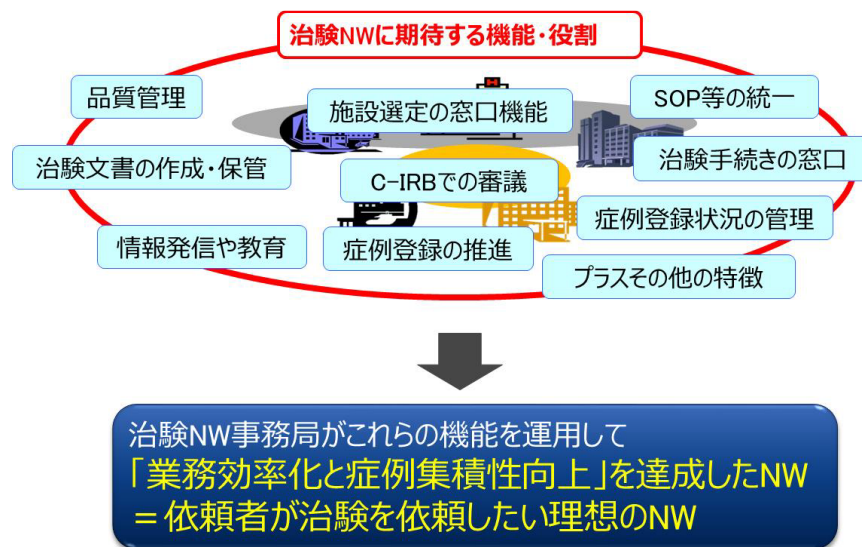 治験NWに期待する機能・役割
品質管理
施設選定の窓口機能
SOP等の統一
治験文書の作成・保管
C-IRBでの審議
治験手続きの窓口
情報発信や教育
症例登録の推進
症例登録状況の管理
プラスその他の特徴
治験NW事務局がこれらの機能を運用して
「業務効率化と症例集積性向上」を達成したNW
＝依頼者が治験を依頼したい理想のNW